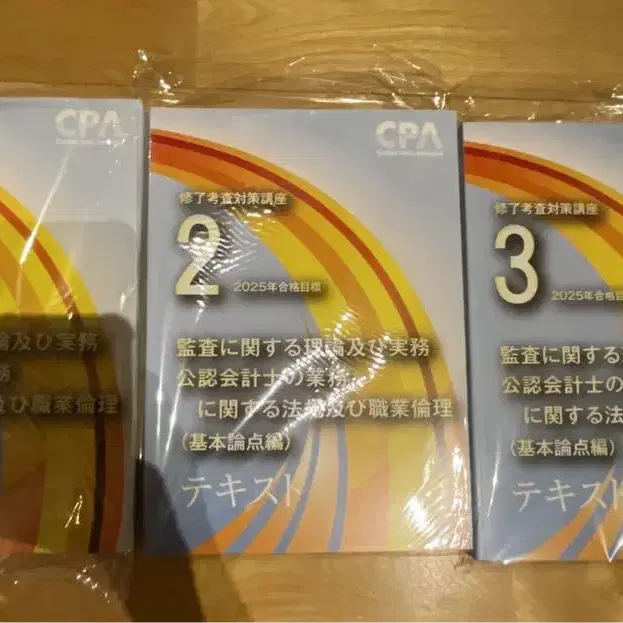 CPA
論及び実務
務
及び職業倫理
CPA
修了考査対策講座
2
2025年合格目標
監査に関する理論及び実務
公認会計士の業務
に関する法規及び職業倫理
(基本論点編)
テキスト
修了考査対策講座
3
2025年合格目
監査に関する
公認会計士の
に関する法
(基本論点編)
テキスト